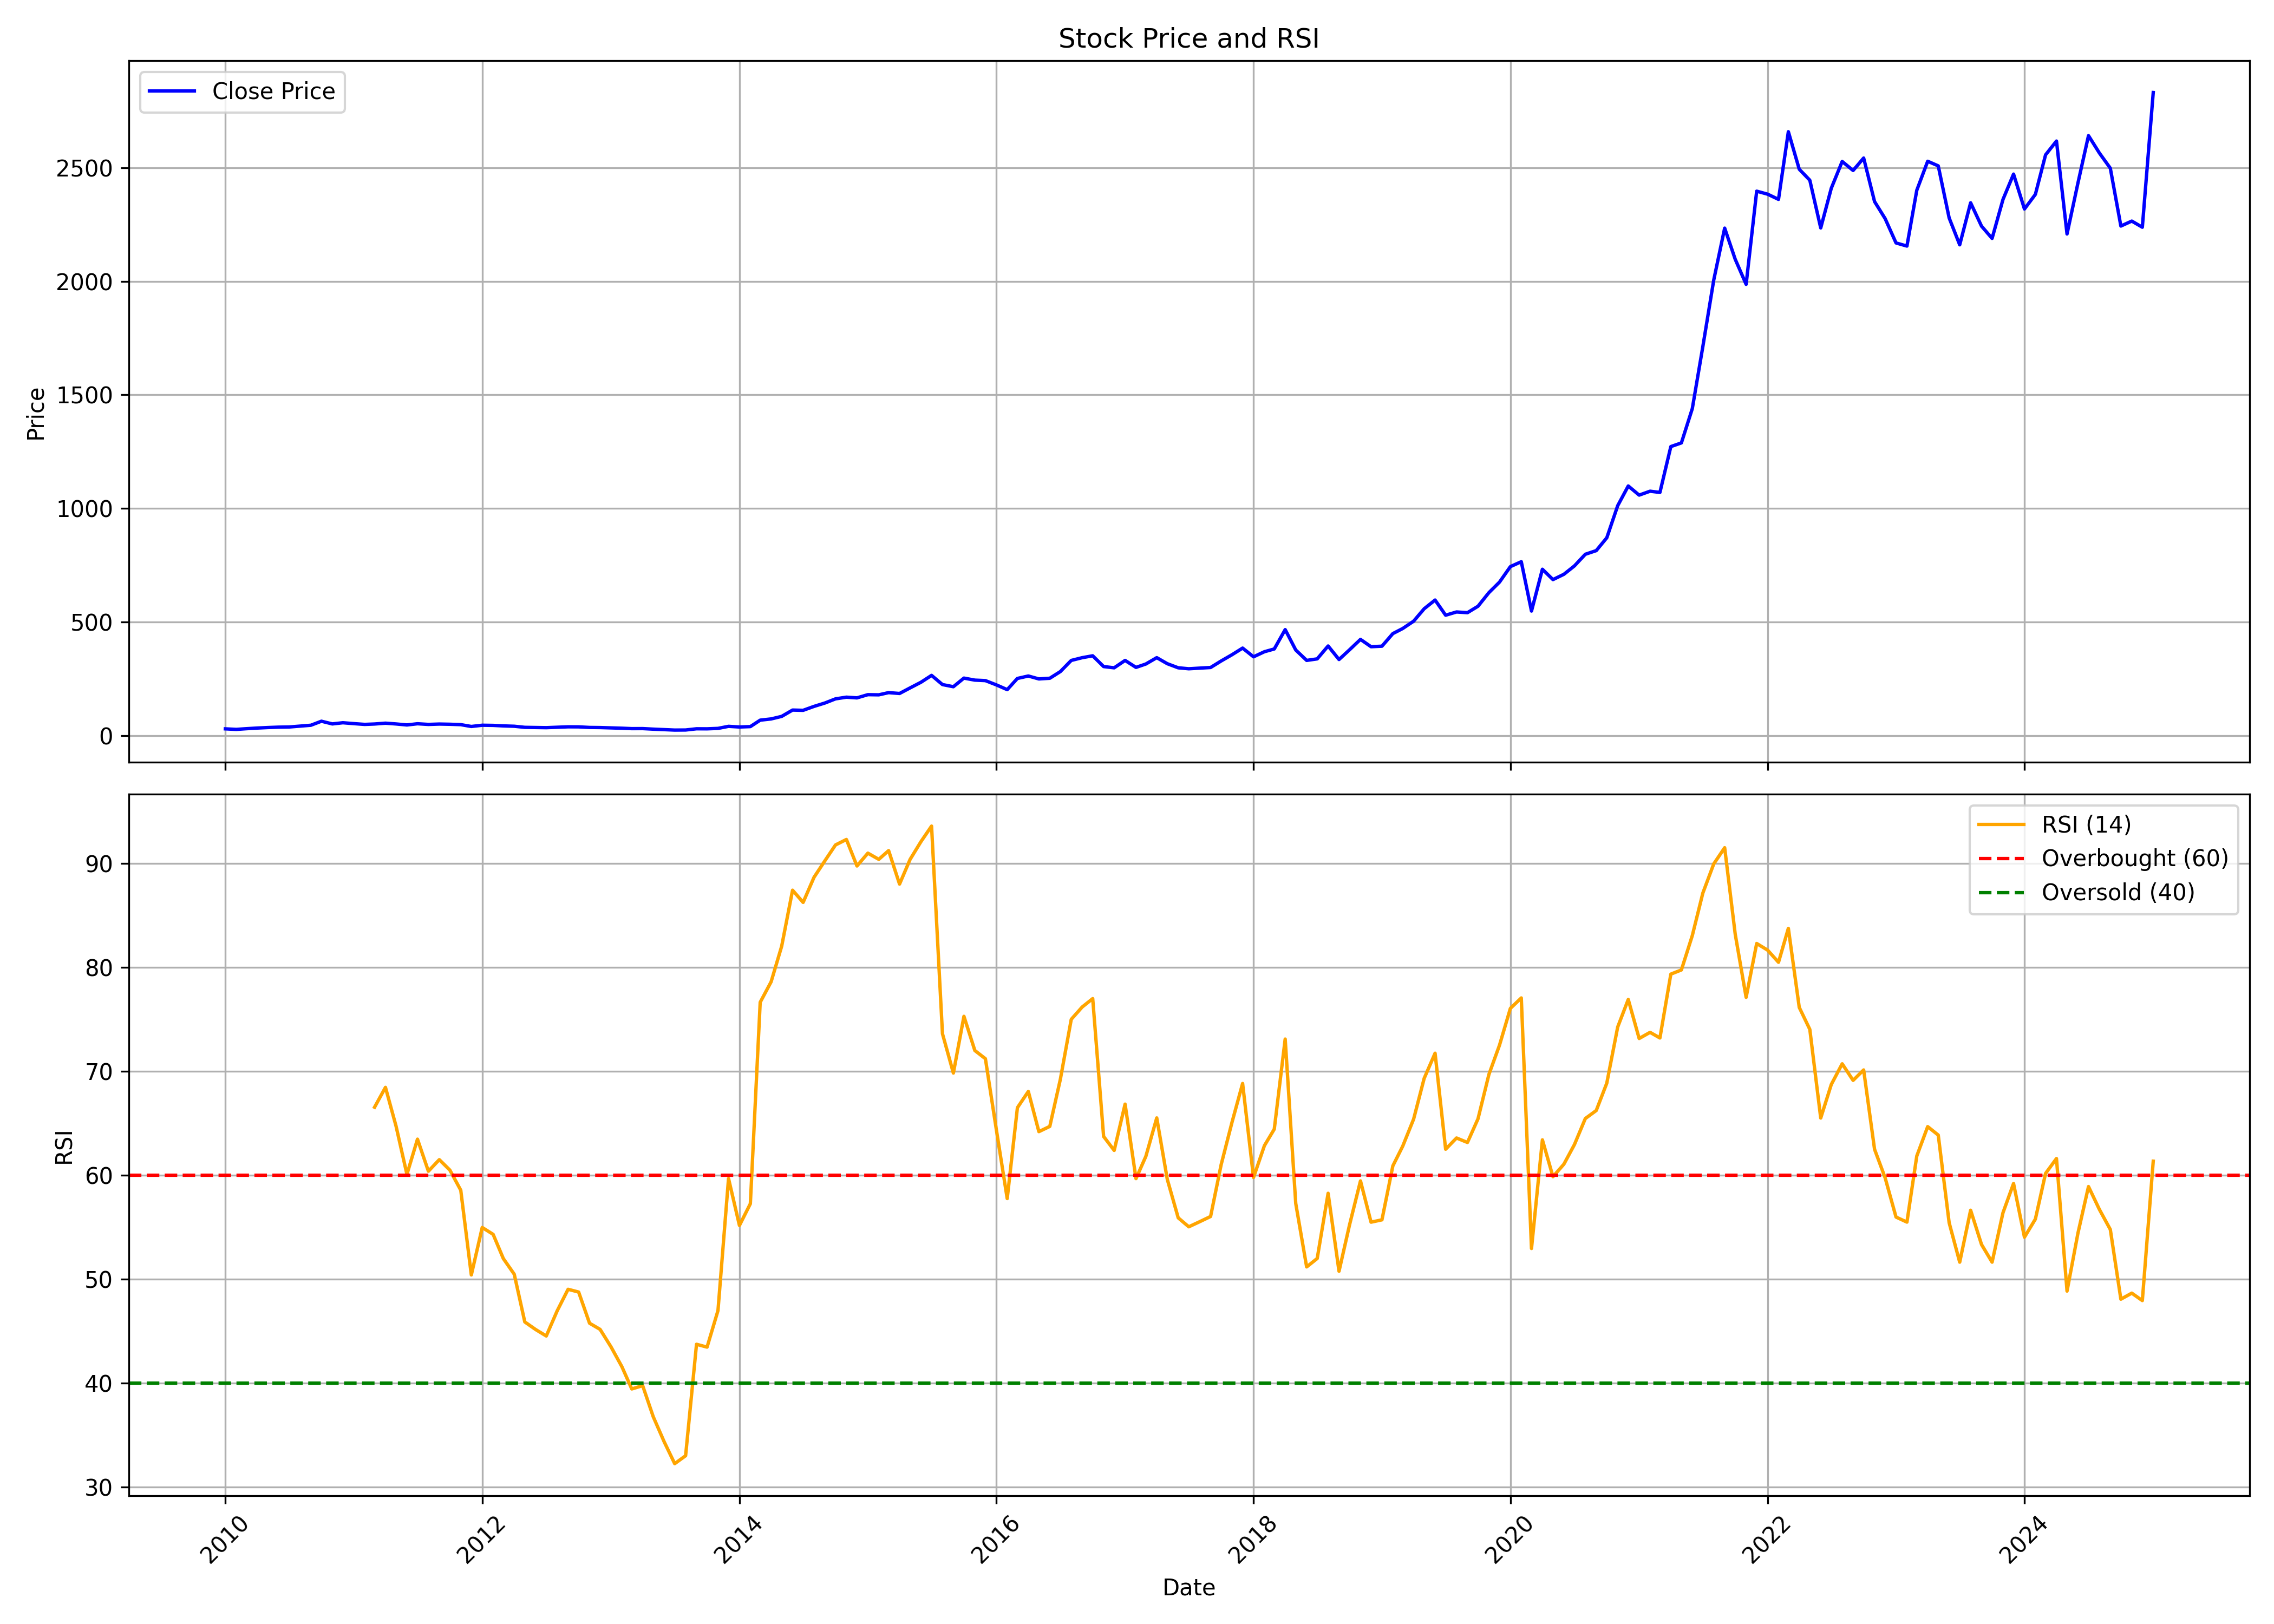 Stock Price and RSI
Close Price
Price
2500
2000
1500
1000
500
0
RSI (14)
Overbought (60)
Oversold (40)
RSI
90
80
70
60
50
40
30
2010
2012
2014
2016
2018
2020
2022
2024
Date